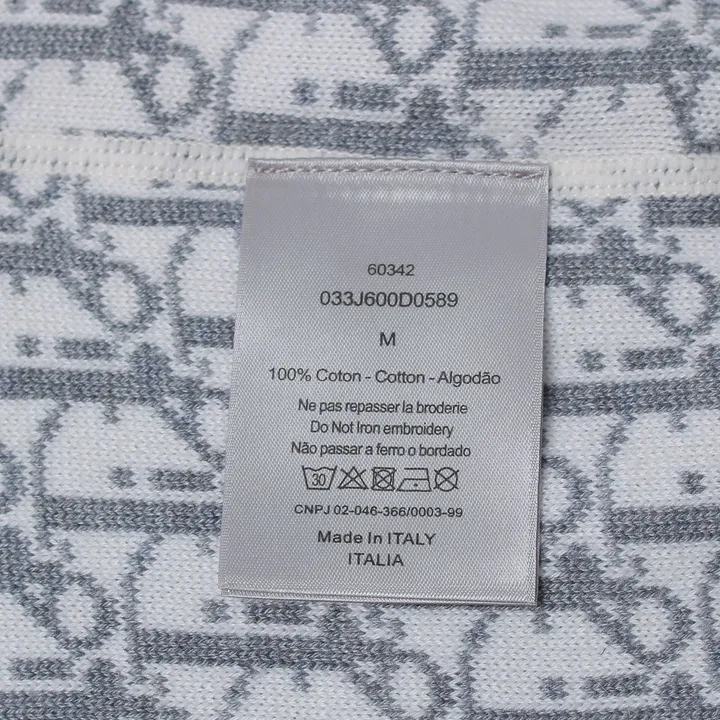 60342
033J600D0589
M
100% Coton - Cotton - Algodão
Ne pas repasser la broderie
Do Not Iron embroidery
Não passar a ferro o bordado
30
CNPJ 02-046-366/0003-99
Made In ITALY
ITALIA